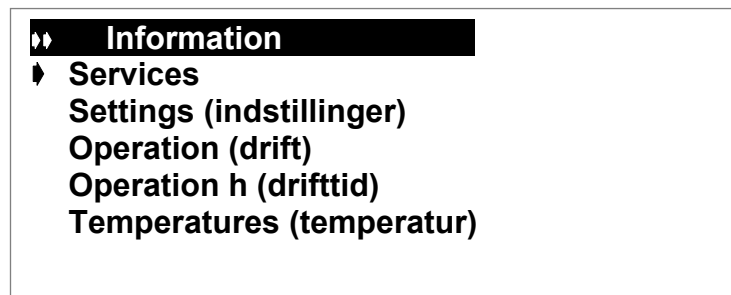 Information
Services
Settings (indstillinger)
Operation (drift)
Operation h (drifttid)
Temperatures (temperatur)